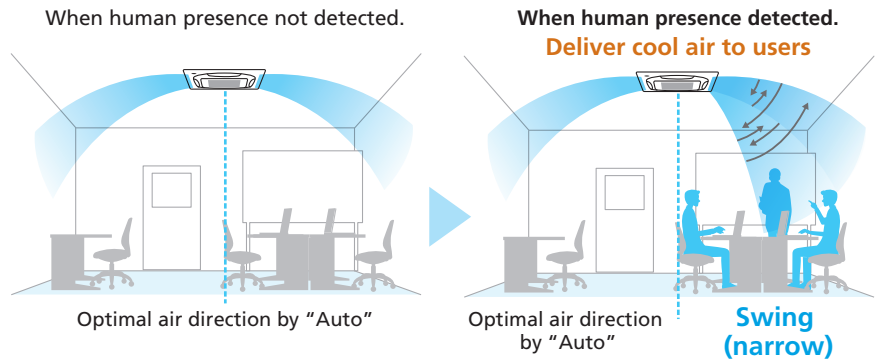 When human presence not detected.
When human presence detected.
Deliver cool air to users
Optimal air direction by “Auto”
Optimal air direction
by “Auto”
Swing
(narrow)